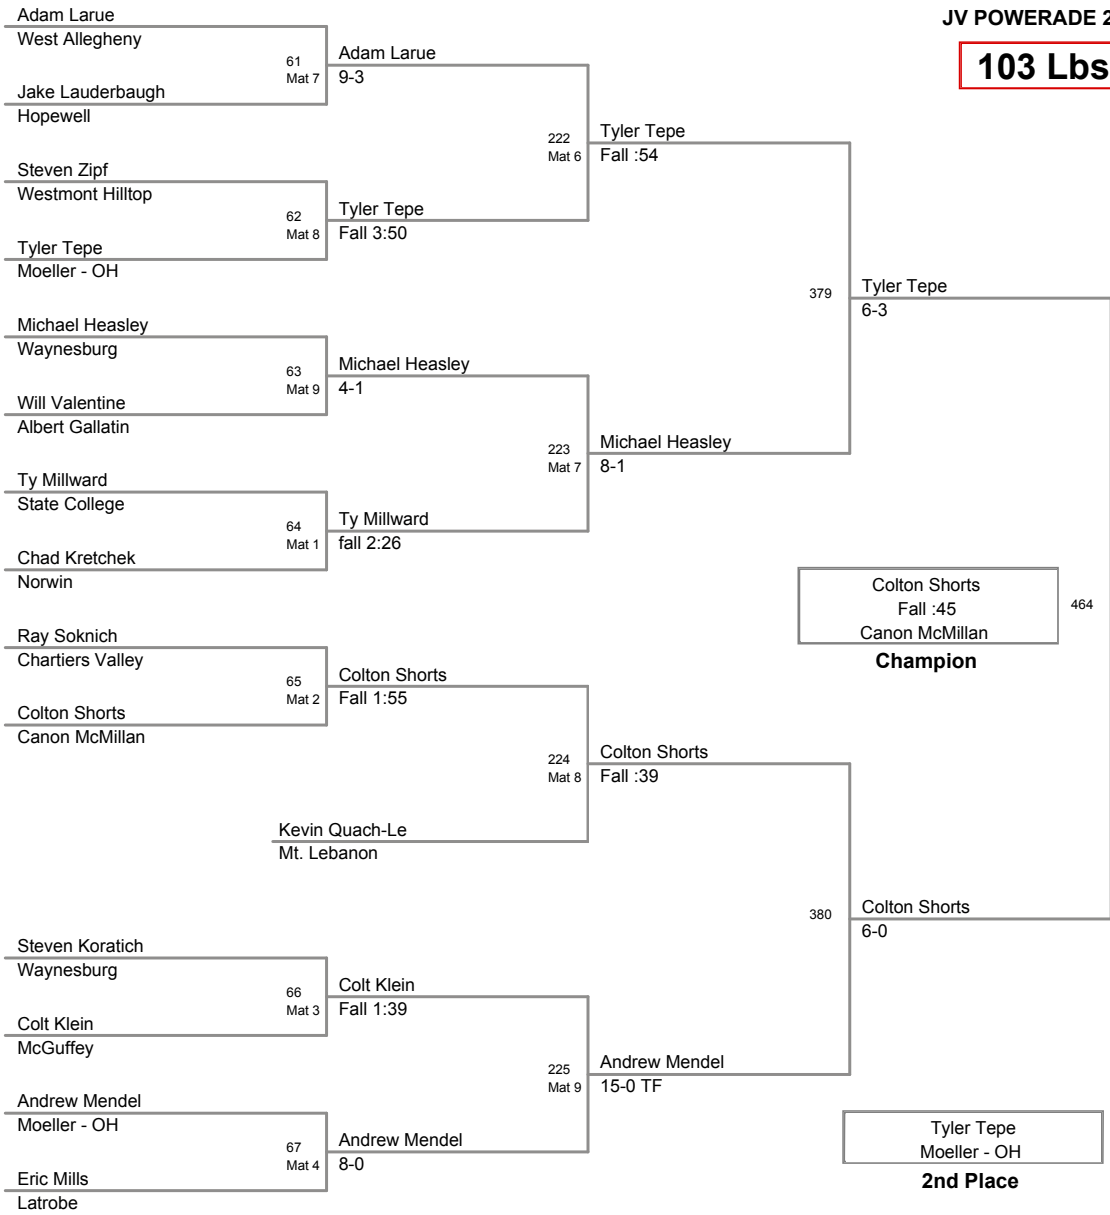 JV POWERADE 2
103 Lbs
Adam Larue
West Allegheny
61
Mat 7
Adam Larue
9-3
Jake Lauderbaugh
Hopewell
222
Mat 6
Tyler Tepe
Fall :54
Steven Zipf
Westmont Hilltop
62
Mat 8
Tyler Tepe
Fall 3:50
Tyler Tepe
Moeller - OH
379
Tyler Tepe
6-3
Michael Heasley
Waynesburg
63
Mat 9
Michael Heasley
4-1
Will Valentine
Albert Gallatin
223
Mat 7
Michael Heasley
8-1
Ty Millward
State College
64
Mat 1
Ty Millward
fall 2:26
Chad Kretchek
Norwin
Colton Shorts
Fall :45
Canon McMillan
464
Champion
Ray Soknich
Chartiers Valley
65
Mat 2
Colton Shorts
Fall 1:55
Colton Shorts
Canon McMillan
224
Mat 8
Colton Shorts
Fall :39
Kevin Quach-Le
Mt. Lebanon
380
Colton Shorts
6-0
Steven Koratich
Waynesburg
66
Mat 3
Colt Klein
Fall 1:39
Colt Klein
McGuffey
225
Mat 9
Andrew Mendel
15-0 TF
Andrew Mendel
Moeller - OH
67
Mat 4
Andrew Mendel
8-0
Eric Mills
Latrobe
Tyler Tepe
Moeller - OH
2nd Place